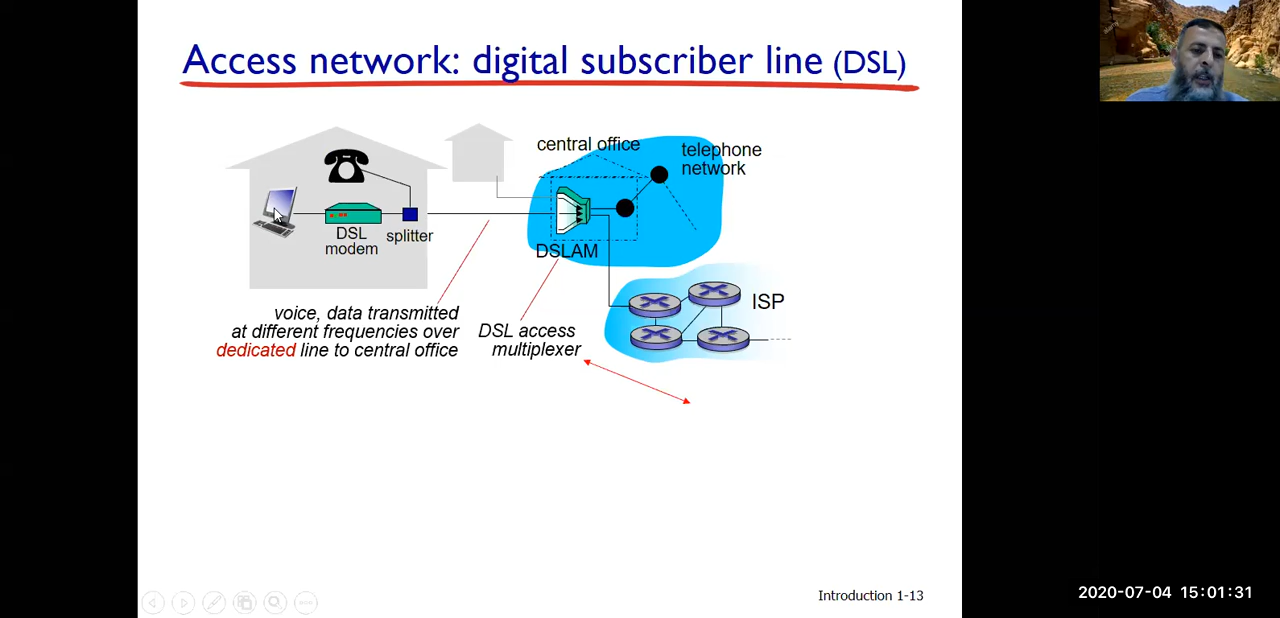 Access network: digital subscriber line (DSL)
central office
telephone
network
DSL
modem
splitter
DSLAM
voice, data transmitted
at different frequencies over
dedicated line to central office
DSL access
multiplexer
ISP
Introduction 1-13
2020-07-04 15:01:31